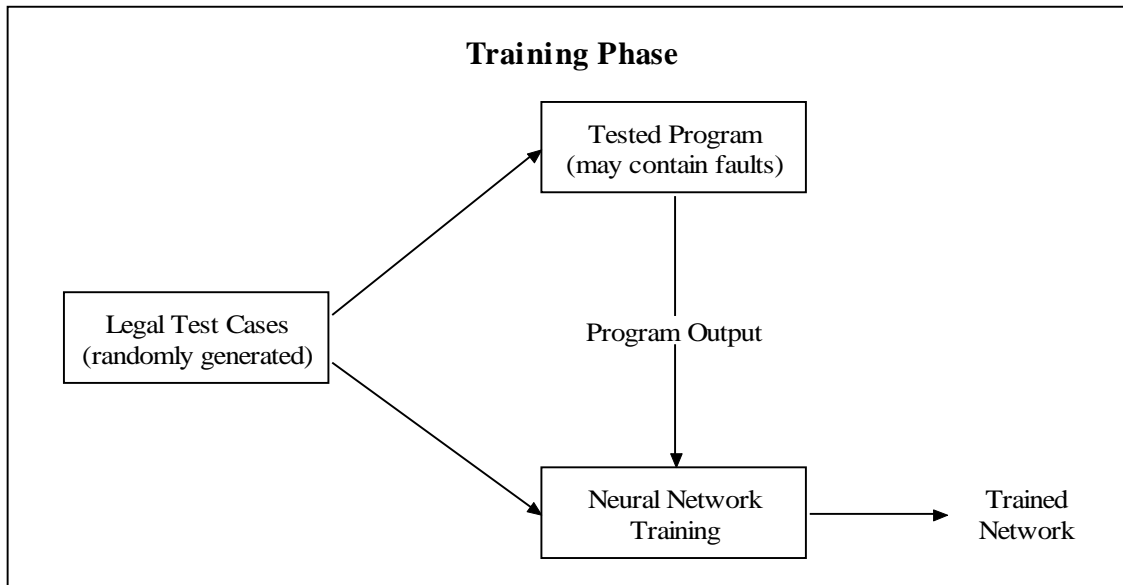 Training Phase
Tested Program
(may contain faults)
Legal Test Cases
(randomly generated)
Program Output
Neural Network
Training
Trained
Network